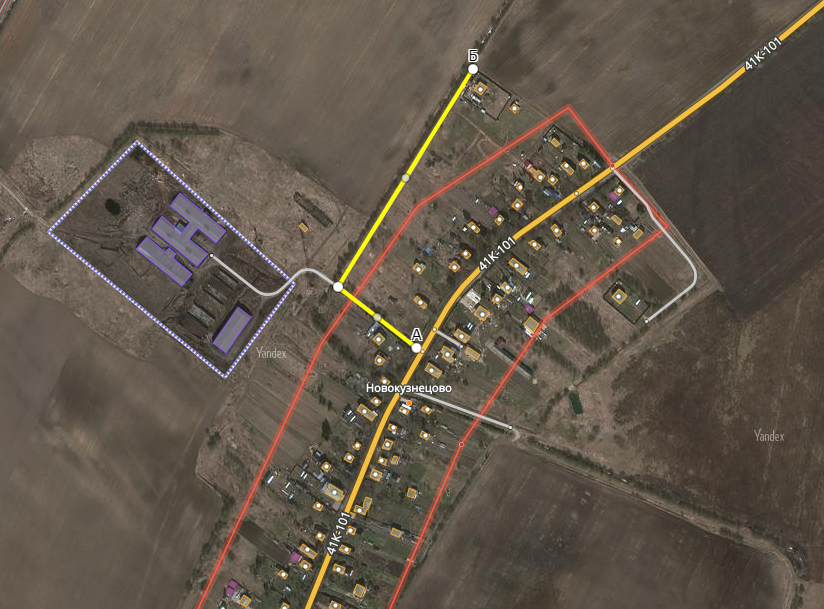 Б
41К-101
41К-101
А
Yandex
Новокузнецово
Yandex
41К-101